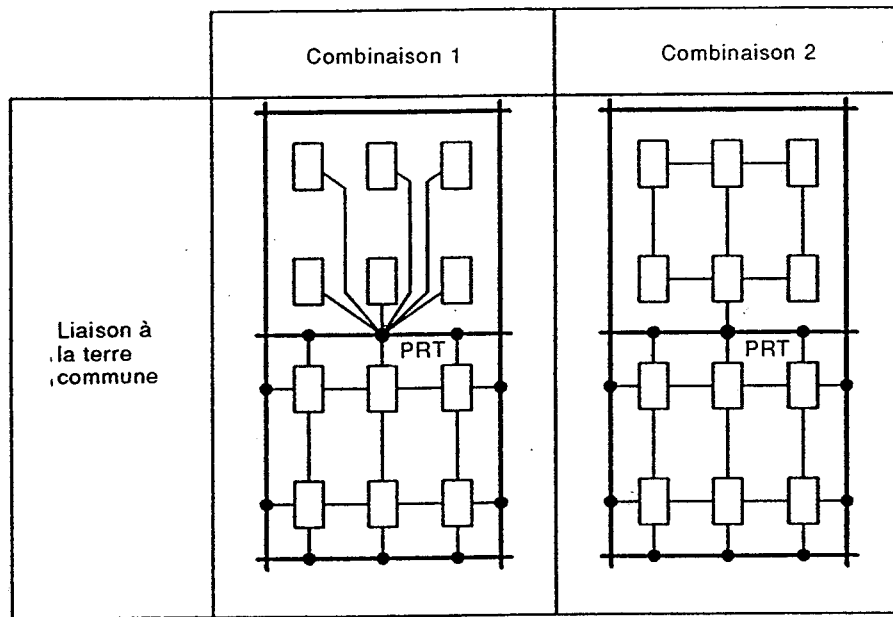 Combinaison 1
Combinaison 2
Liaison à
la terre
commune
PRT
PRT